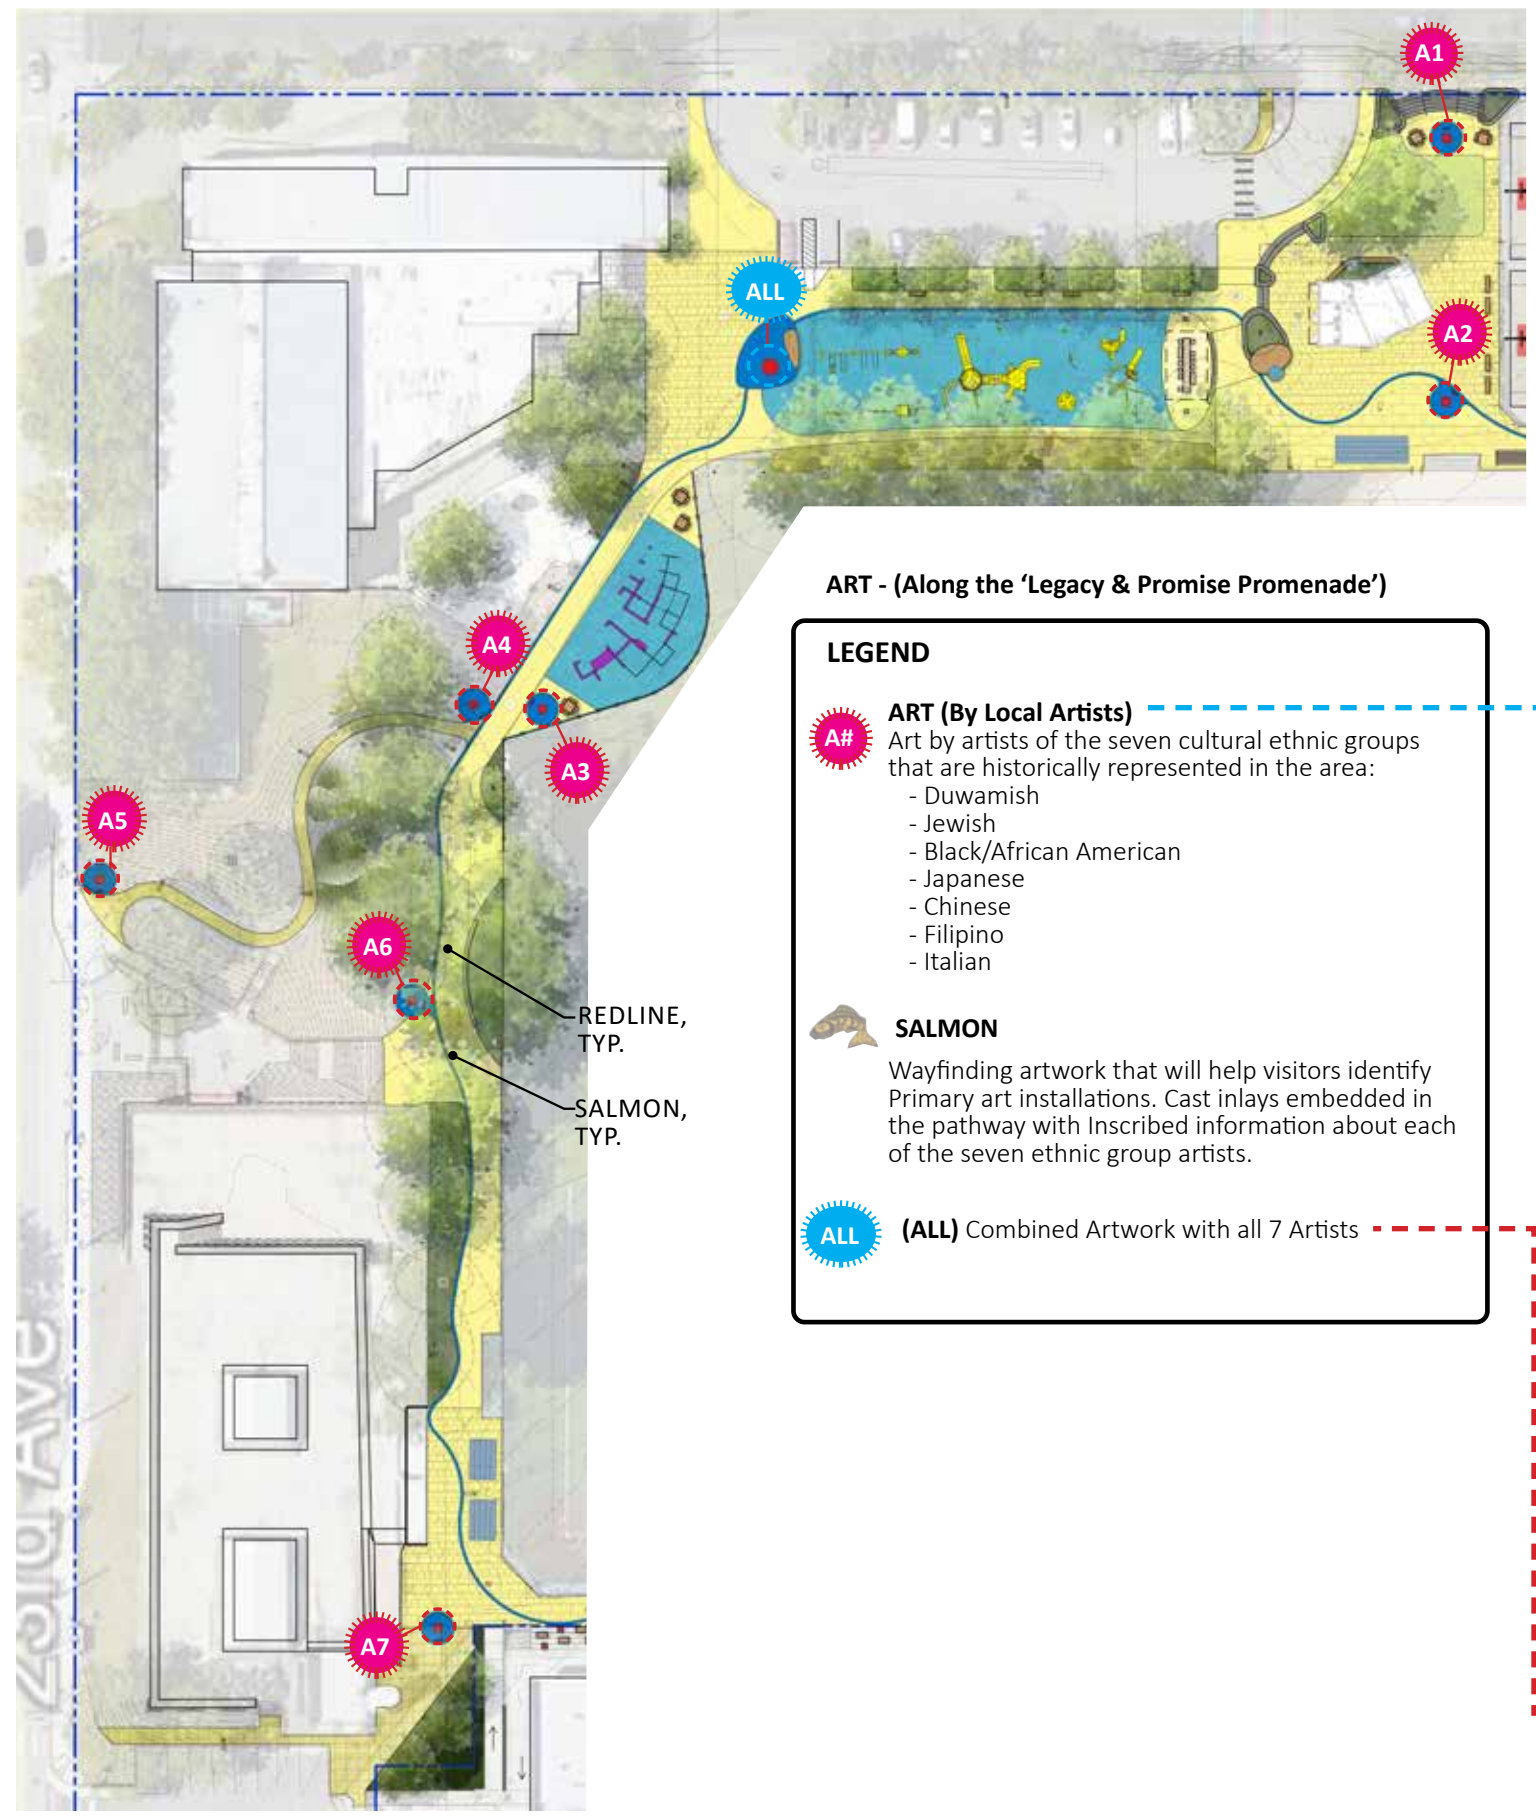 A1
ALL
A2
ART - (Along the ‘Legacy & Promise Promenade’)
LEGEND
A4
ART (By Local Artists)
A#
Art by artists of the seven cultural ethnic groups
that are historically represented in the area:
A3
- Duwamish
- Jewish
A5
- Black/African American
- Japanese
- Chinese
- Filipino
A6
- Italian
REDLINE,
TYP.
SALMON
Wayfinding artwork that will help visitors identify
Primary art installations. Cast inlays embedded in
SALMON,
TYP.
the pathway with Inscribed information about each
of the seven ethnic group artists.
ALL
(ALL) Combined Artwork with all 7 Artists
23rd Ave
A7